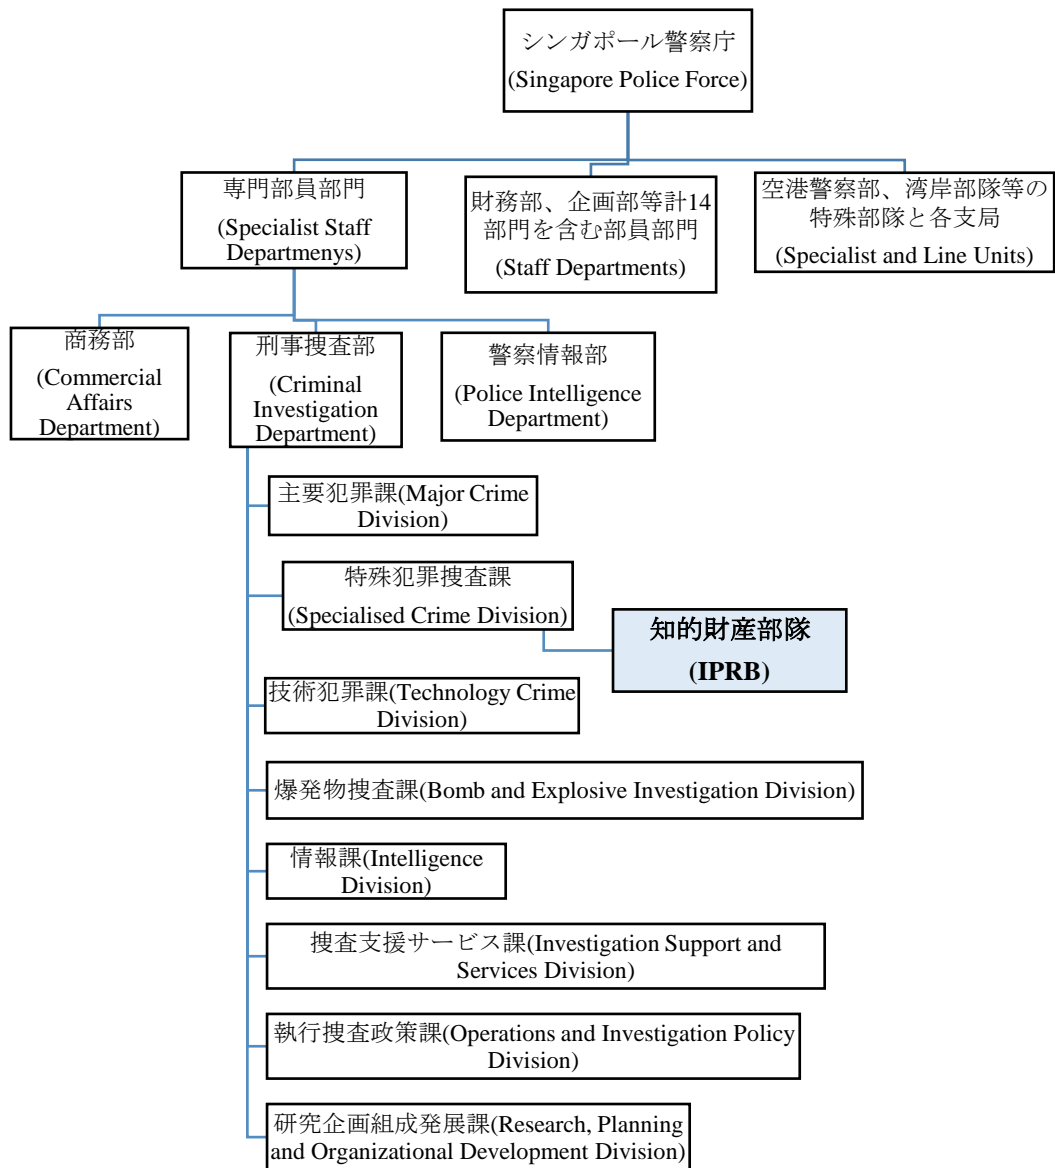 シンガポール警察庁
(Singapore Police Force)
専門部員部門
(Specialist Staff
Departmenys)
財務部、企画部等計14
部門を含む部員部門
(Staff Departments)
空港警察部、湾岸部隊等の
特殊部隊と各支局
(Specialist and Line Units)
商務部
(Commercial
Affairs
Department)
刑事捜査部
(Criminal
Investigation
Department)
警察情報部
(Police Intelligence
Department)
主要犯罪課(Major Crime
Division)
特殊犯罪捜査課
(Specialised Crime Division)
知的財産部隊
(IPRB)
技術犯罪課(Technology Crime
Division)
爆発物捜査課(Bomb and Explosive Investigation Division)
情報課(Intelligence
Division)
捜査支援サービス課(Investigation Support and
Services Division)
執行捜査政策課(Operations and Investigation Policy
Division)
研究企画組成発展課(Research, Planning
and Organizational Development Division)